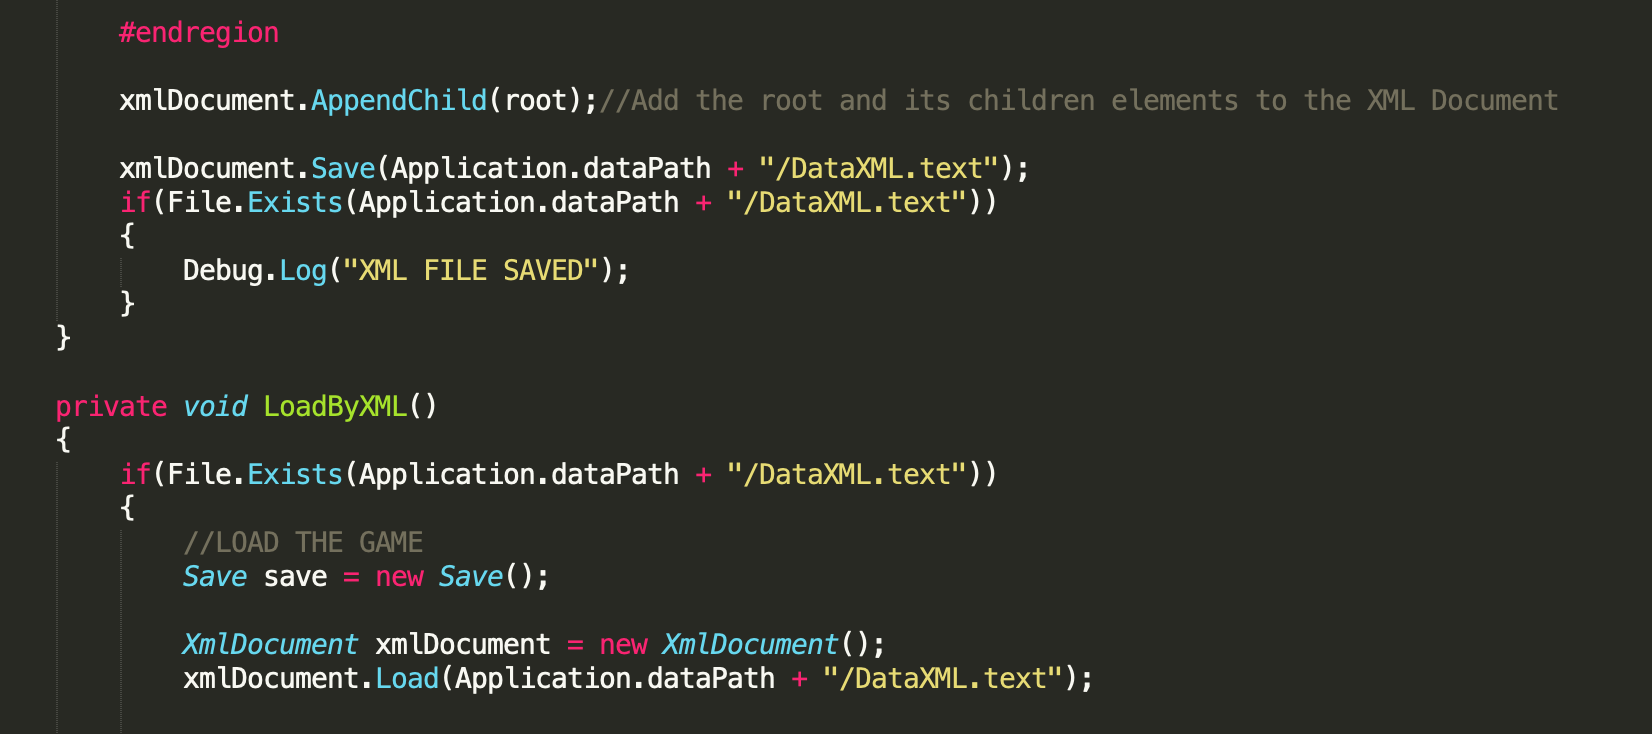 #endregion
xmlDocument.AppendChild(root);//Add the root and its children elements to the XML Document
xmlDocument.Save(Application.dataPath + "/DataXML.text");
if(File.Exists(Application.dataPath + "/DataXML.text"))
{
Debug.Log("XML FILE SAVED");
}
}
private void LoadByXML()
{
if(File.Exists(Application.dataPath + "/DataXML.text"))
{
//LOAD THE GAME
Save save = new Save();
XmlDocument xmlDocument = new XmlDocument();
xmlDocument.Load(Application.dataPath + "/DataXML.text");